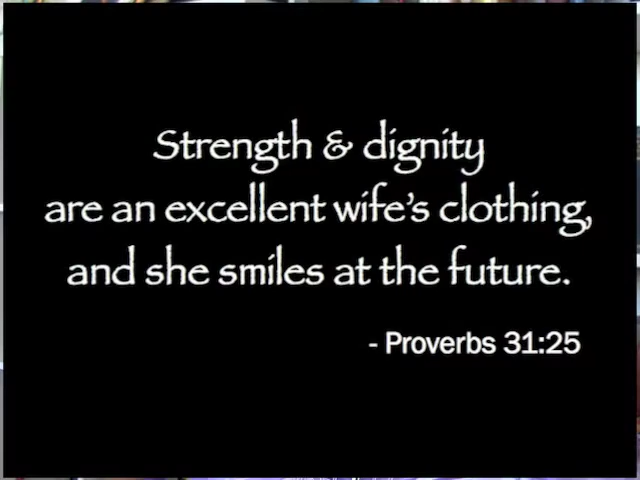 Strength & dignity
are an excellent wife's clothing,
and she smiles at the future.
- Proverbs 31:25